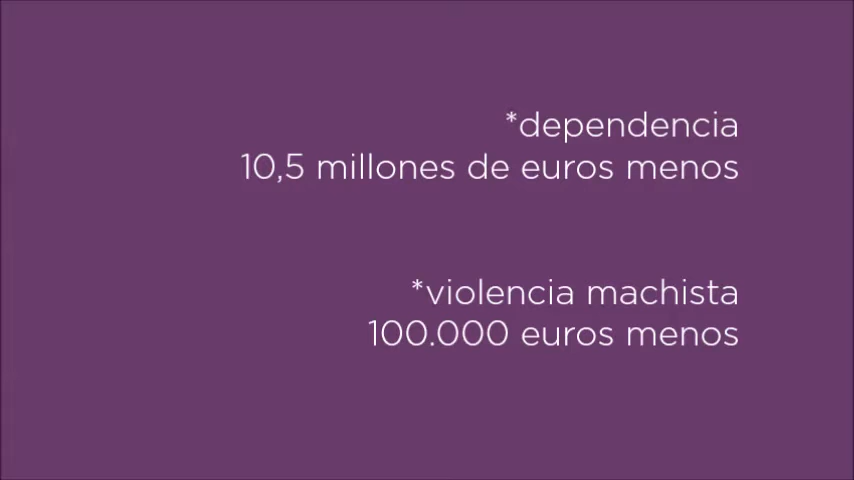 *dependencia
10,5 millones de euros menos
*violencia machista
100.000 euros menos